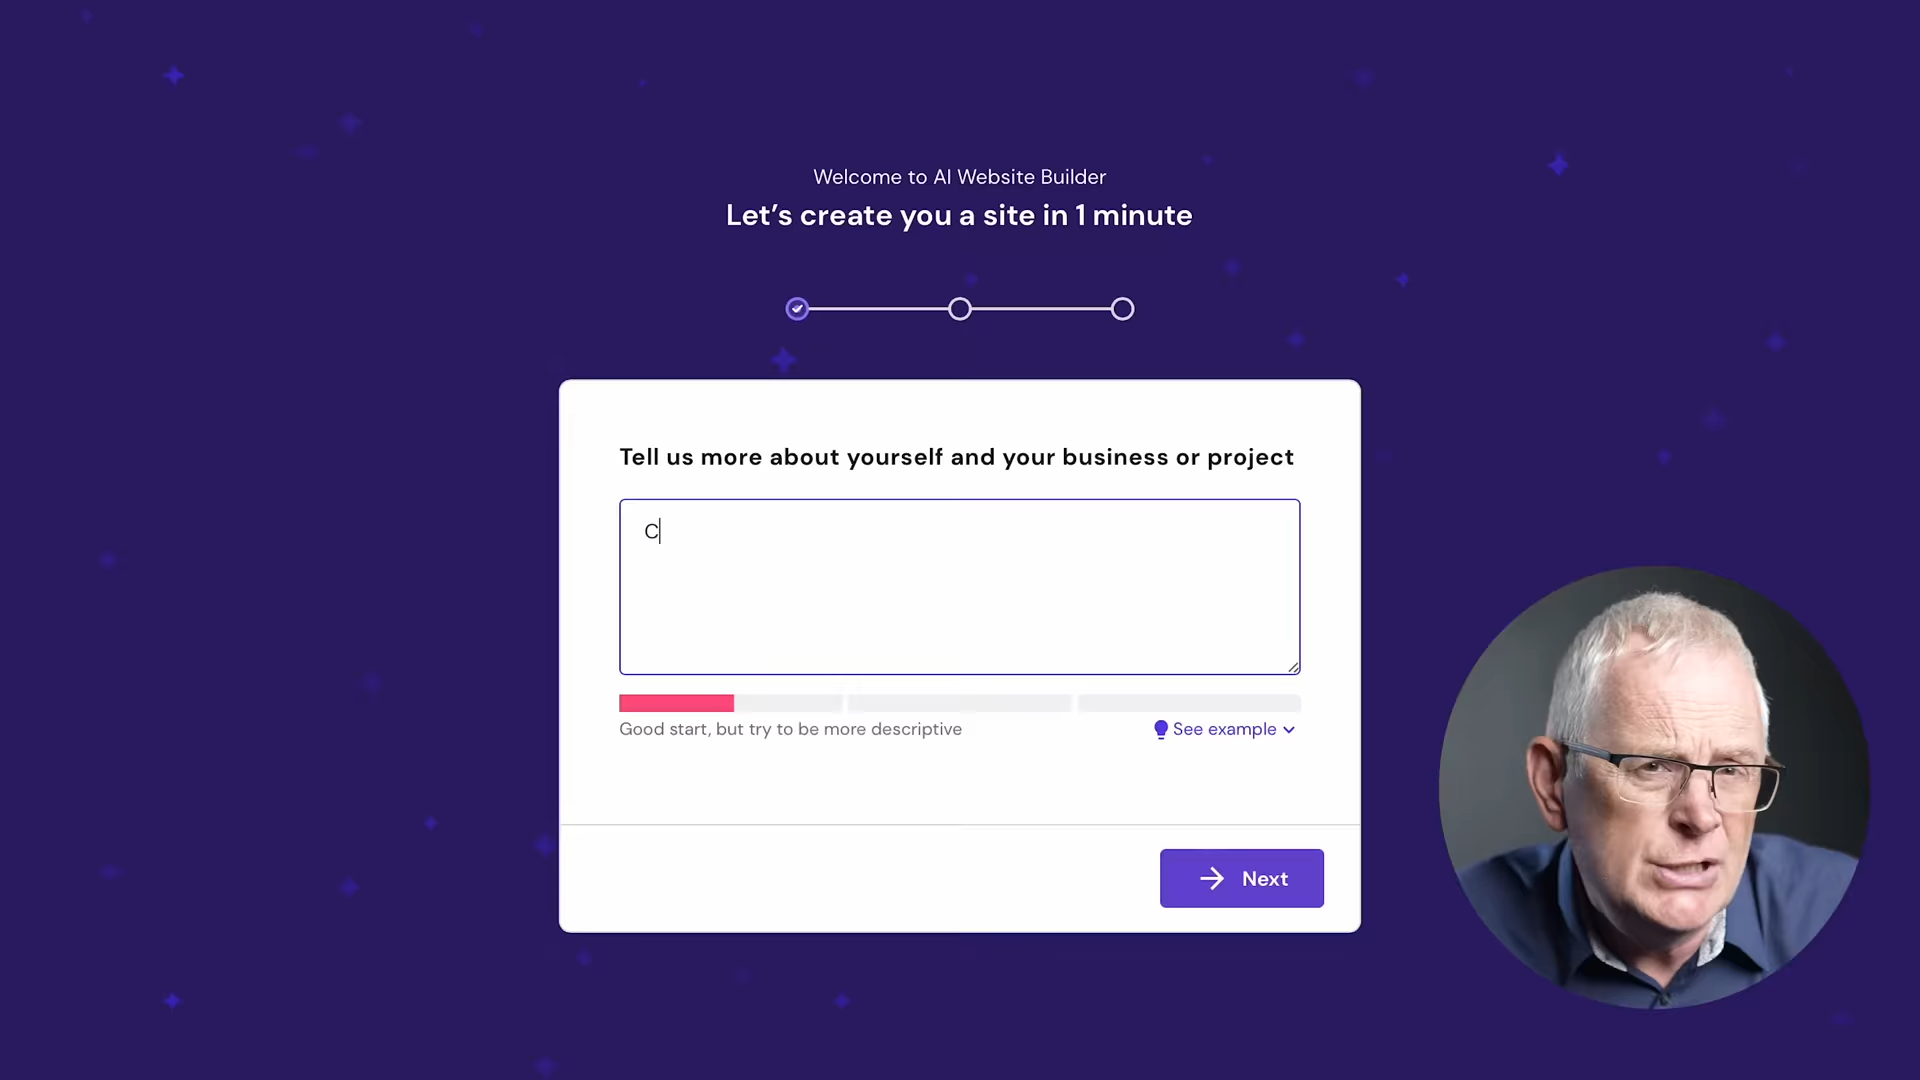 Welcome to AI Website Builder
Let’s create you a site in 1 minute
Tell us more about yourself and your business or project
C
Good start, but try to be more descriptive
See example
Next